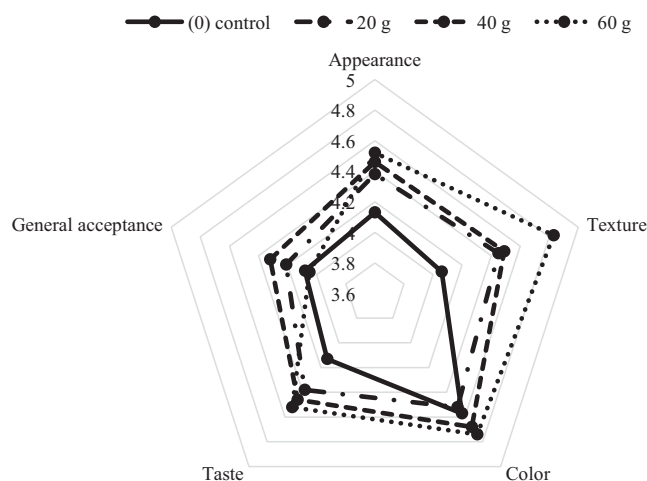 (0) control 20 g 40 g 60 g
Appearance
5
4.8
4.6
4.4
4.2
4
3.8
3.6
General acceptance
Texture
Taste
Color